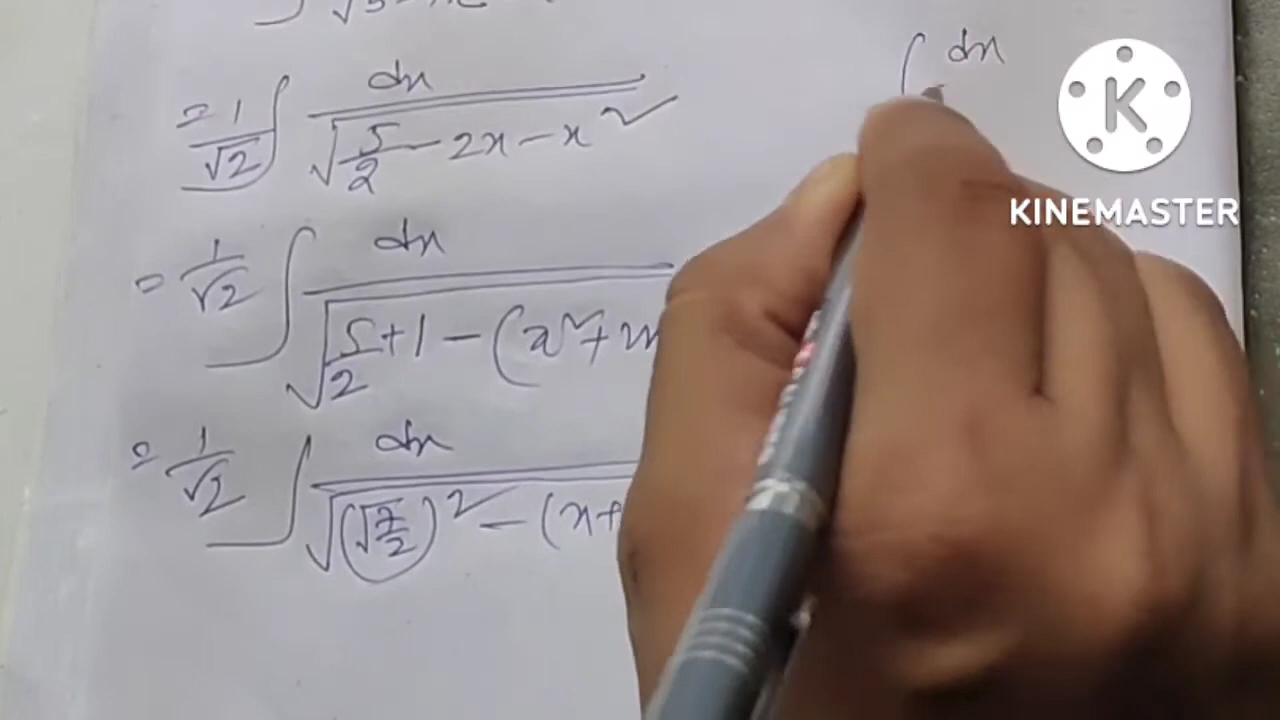 = 1/√2 ∫ dx / √(5/2 - 2x - x²)
= 1/√2 ∫ dx / √(5/2 + 1 - (x² + 2x
= 1/√2 ∫ dx / √((√7/2)² - (x+
∫ dx
KINEMASTER